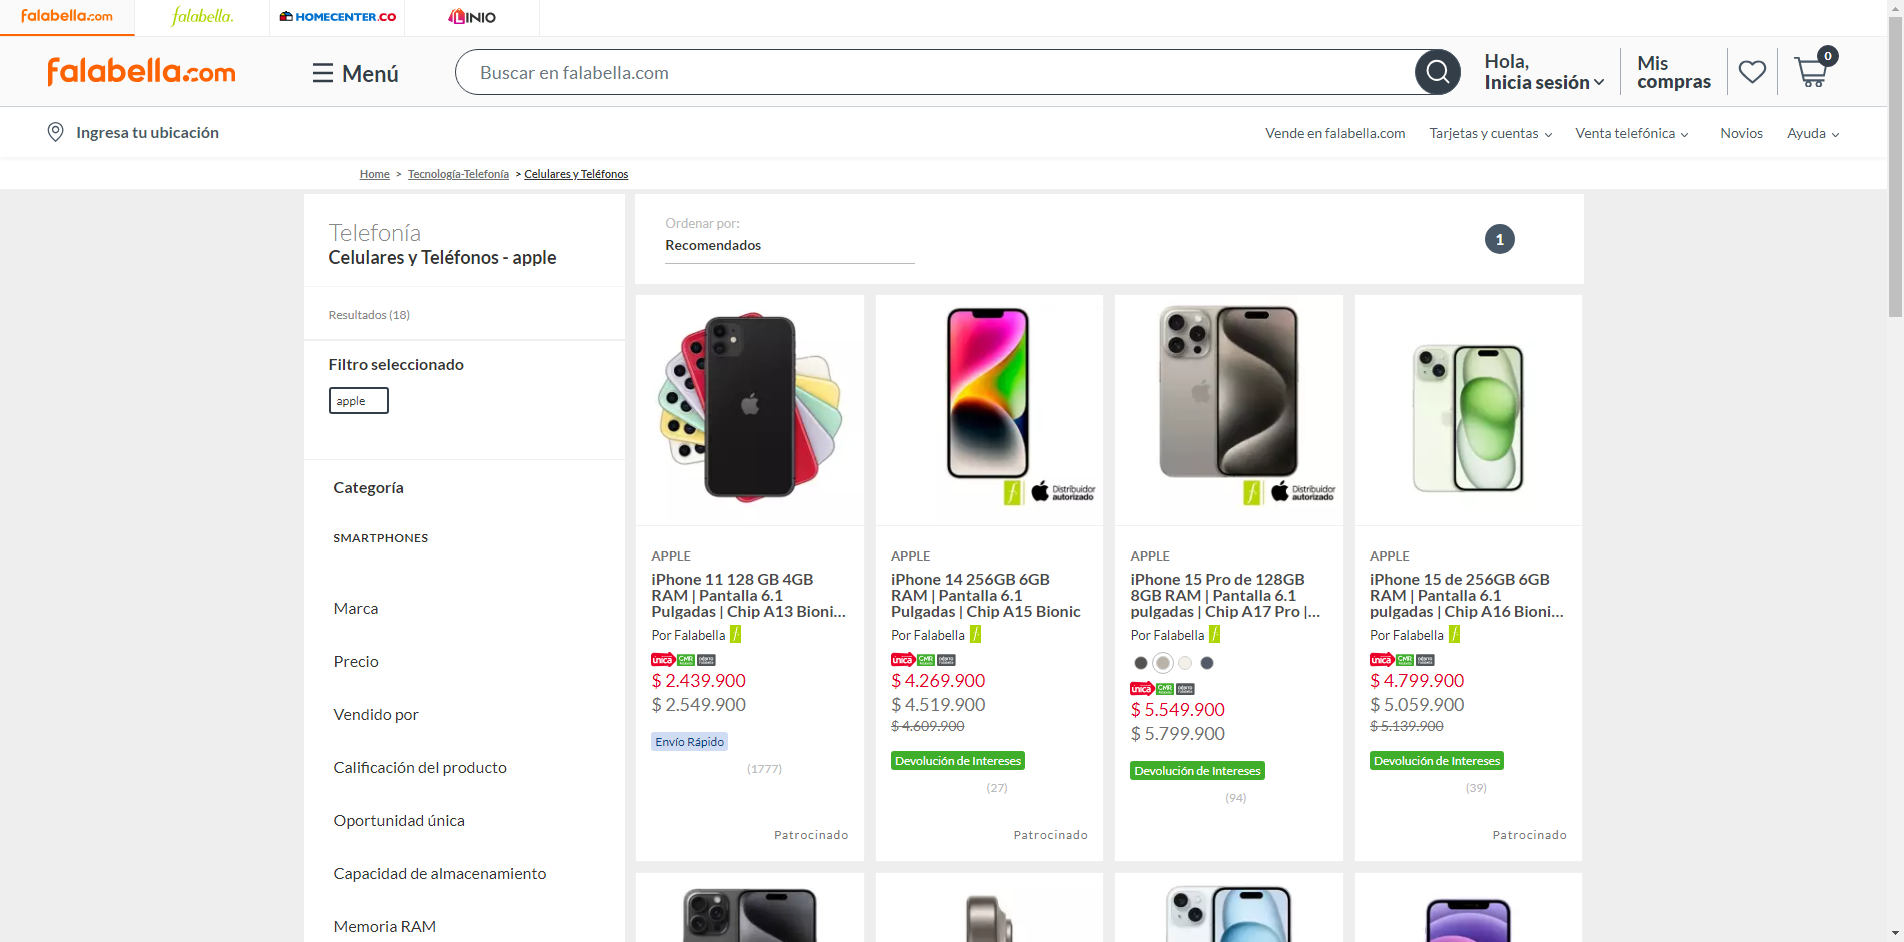 falabella.com
falabella.
HOMECENTER.CO
LINIO
falabella.com
Menú
Buscar en falabella.com
Hola,
Inicia sesión
Mis
compras
0
Ingresa tu ubicación
Vende en falabella.com
Tarjetas y cuentas
Venta telefónica
Novios
Ayuda
Home > Tecnología-Telefonía > Celulares y Teléfonos
Telefonía
Celulares y Teléfonos - apple
Resultados (18)
Filtro seleccionado
apple
Categoría
SMARTPHONES
Marca
Precio
Vendido por
Calificación del producto
Oportunidad única
Capacidad de almacenamiento
Memoria RAM
Ordenar por:
Recomendados
1
APPLE
iPhone 11 128 GB 4GB
RAM | Pantalla 6.1
Pulgadas | Chip A13 Bioni...
Por Falabella
única CMR
$ 2.439.900
$ 2.549.900
Envío Rápido
(1777)
Patrocinado
Distribuidor
autorizado
APPLE
iPhone 14 256GB 6GB
RAM | Pantalla 6.1
Pulgadas | Chip A15 Bionic
Por Falabella
única CMR
$ 4.269.900
$ 4.519.900
$ 4.609.900
Devolución de Intereses
(27)
Patrocinado
Distribuidor
autorizado
APPLE
iPhone 15 Pro de 128GB
8GB RAM | Pantalla 6.1
pulgadas | Chip A17 Pro |...
Por Falabella
única CMR
$ 5.549.900
$ 5.799.900
Devolución de Intereses
(94)
APPLE
iPhone 15 de 256GB 6GB
RAM | Pantalla 6.1
pulgadas | Chip A16 Bioni...
Por Falabella
única CMR
$ 4.799.900
$ 5.059.900
$ 5.139.900
Devolución de Intereses
(39)
Patrocinado